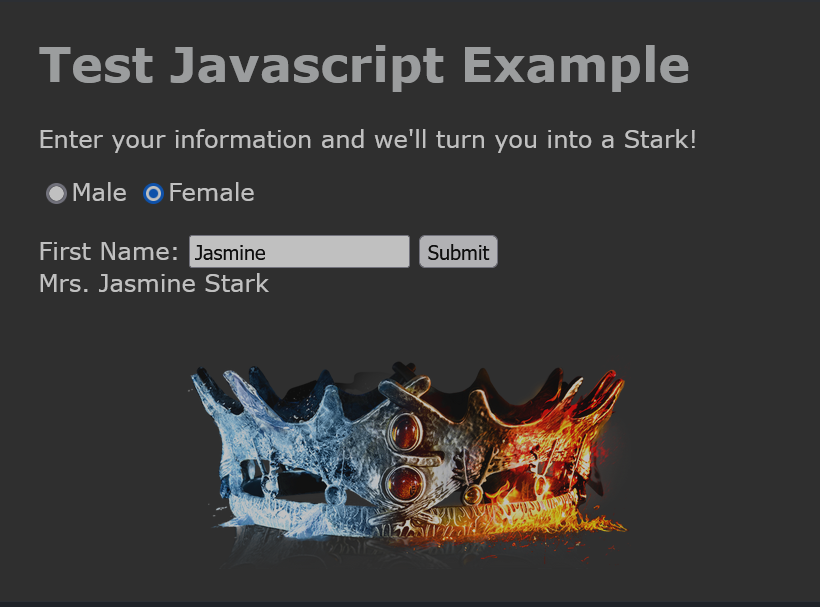 Test Javascript Example
Enter your information and we'll turn you into a Stark!
Male Female
First Name: Jasmine Submit
Mrs. Jasmine Stark